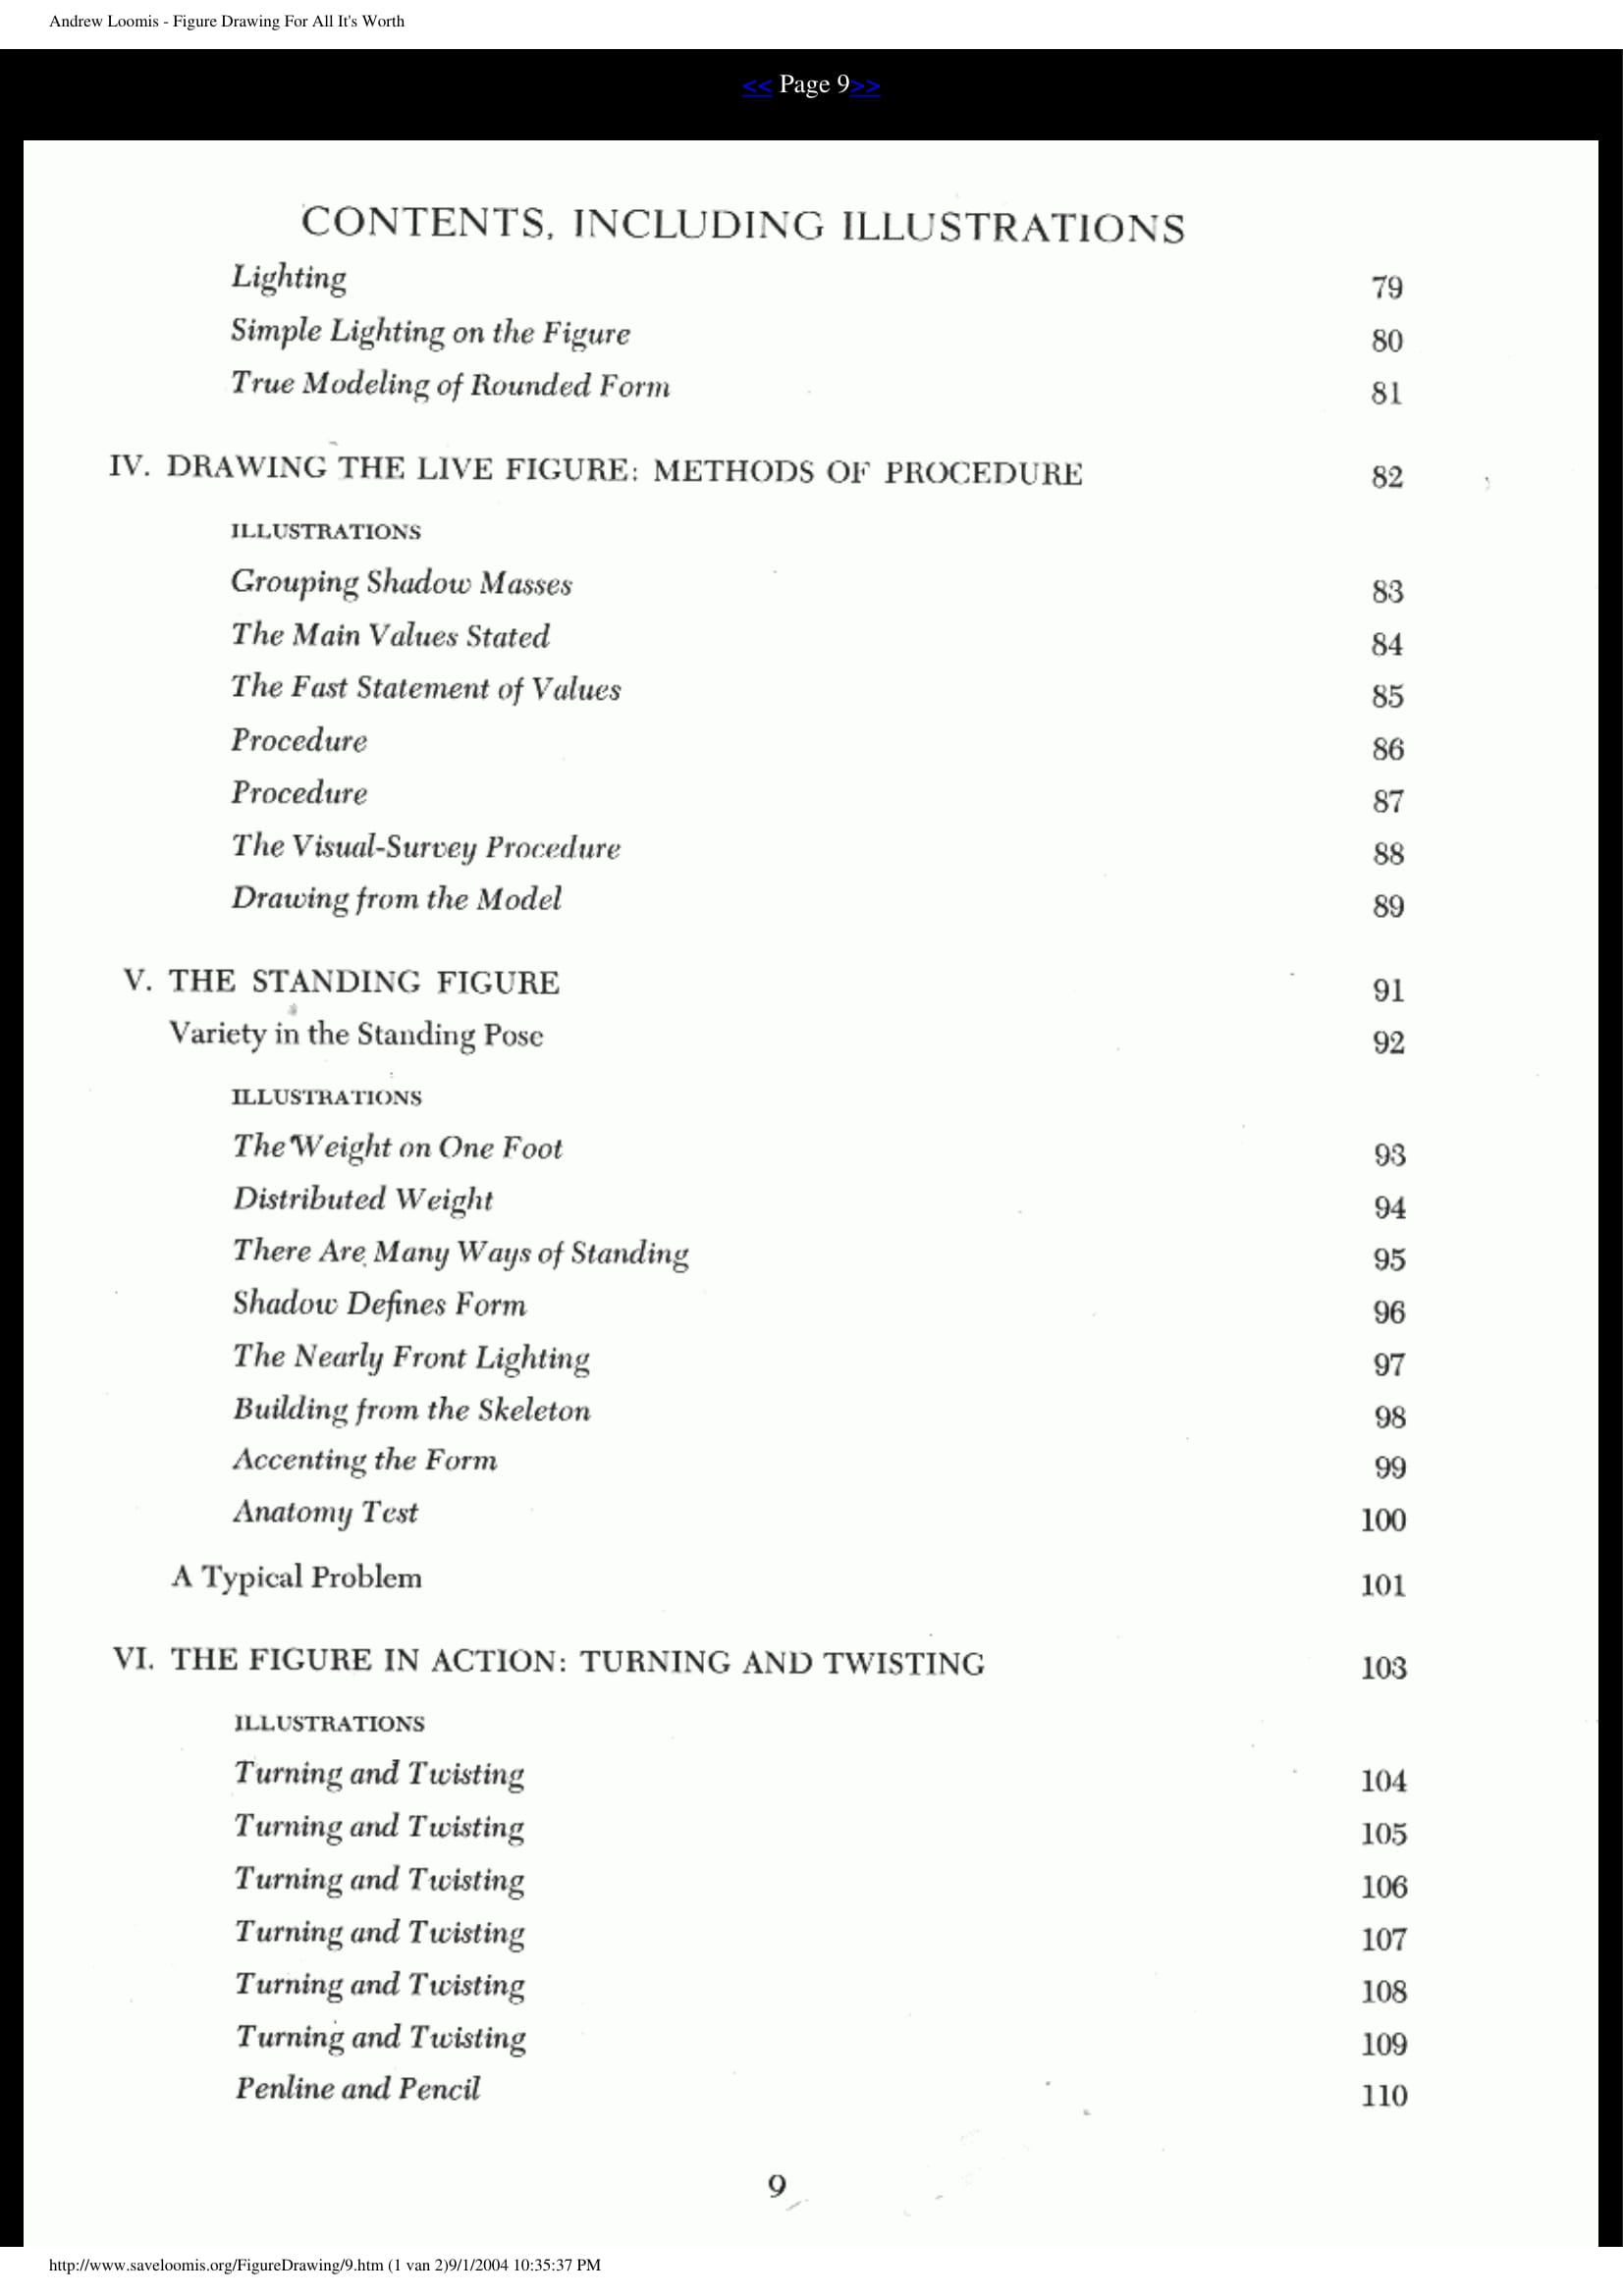 Andrew Loomis - Figure Drawing For All It's Worth
<< Page 9>>
CONTENTS, INCLUDING ILLUSTRATIONS
Lighting 79
Simple Lighting on the Figure 80
True Modeling of Rounded Form 81
IV. DRAWING THE LIVE FIGURE: METHODS OF PROCEDURE 82
ILLUSTRATIONS
Grouping Shadow Masses 83
The Main Values Stated 84
The Fast Statement of Values 85
Procedure 86
Procedure 87
The Visual-Survey Procedure 88
Drawing from the Model 89
V. THE STANDING FIGURE 91
Variety in the Standing Pose 92
ILLUSTRATIONS
The Weight on One Foot 93
Distributed Weight 94
There Are Many Ways of Standing 95
Shadow Defines Form 96
The Nearly Front Lighting 97
Building from the Skeleton 98
Accenting the Form 99
Anatomy Test 100
A Typical Problem 101
VI. THE FIGURE IN ACTION: TURNING AND TWISTING 103
ILLUSTRATIONS
Turning and Twisting 104
Turning and Twisting 105
Turning and Twisting 106
Turning and Twisting 107
Turning and Twisting 108
Turning and Twisting 109
Penline and Pencil 110
9
http://www.saveloomis.org/FigureDrawing/9.htm (1 van 2)9/1/2004 10:35:37 PM